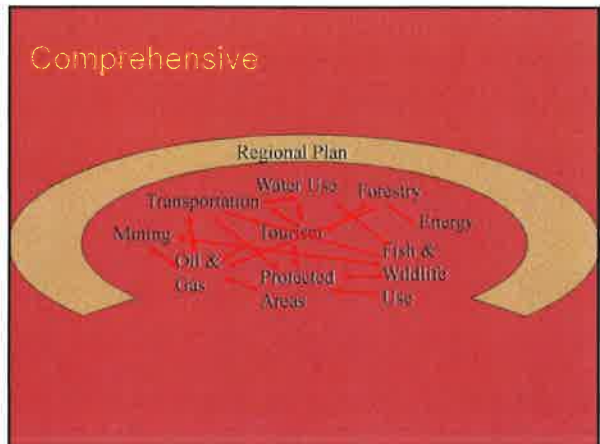 Comprehensive
Regional Plan
Water Use
Forestry
Transportation
Energy
Mining
Tourism
Oil &
Gas
Protected
Areas
Fish &
Wildlife
Use